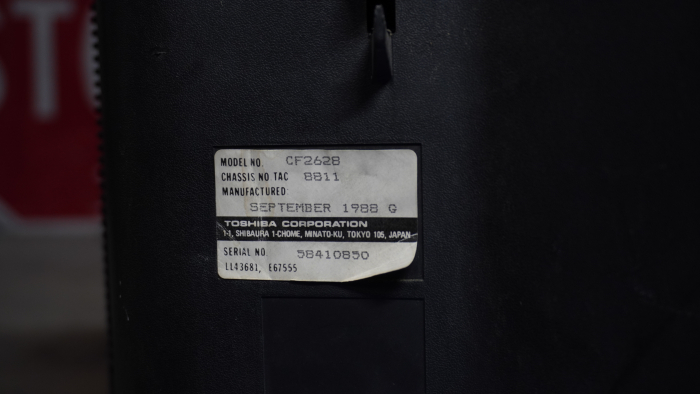 STO
MODEL NO. CF2628
CHASSIS NO TAC 8811
MANUFACTURED
SEPTEMBER 1988 G
TOSHIBA CORPORATION
1-1, SHIBAURA 1-CHOME, MINATO-KU, TOKYO 105, JAPAN
SERIAL NO. 58410850
LL43681, E67555